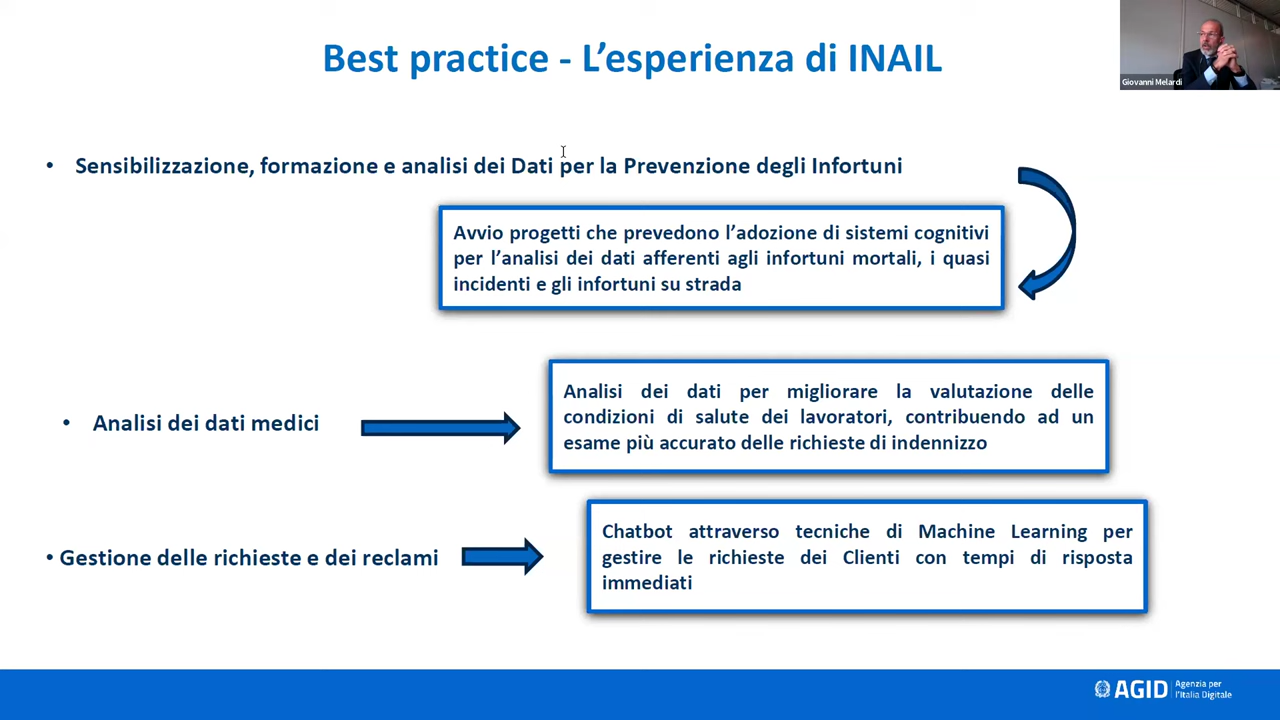 Best practice - L’esperienza di INAIL
Giovanni Melardi
• Sensibilizzazione, formazione e analisi dei Dati per la Prevenzione degli Infortuni
Avvio progetti che prevedono l’adozione di sistemi cognitivi
per l’analisi dei dati afferenti agli infortuni mortali, i quasi
incidenti e gli infortuni su strada
Analisi dei dati per migliorare la valutazione delle
condizioni di salute dei lavoratori, contribuendo ad un
esame più accurato delle richieste di indennizzo
• Analisi dei dati medici
Chatbot attraverso tecniche di Machine Learning per
gestire le richieste dei Clienti con tempi di risposta
immediati
• Gestione delle richieste e dei reclami
AGID
Agenzia per
l’Italia Digitale